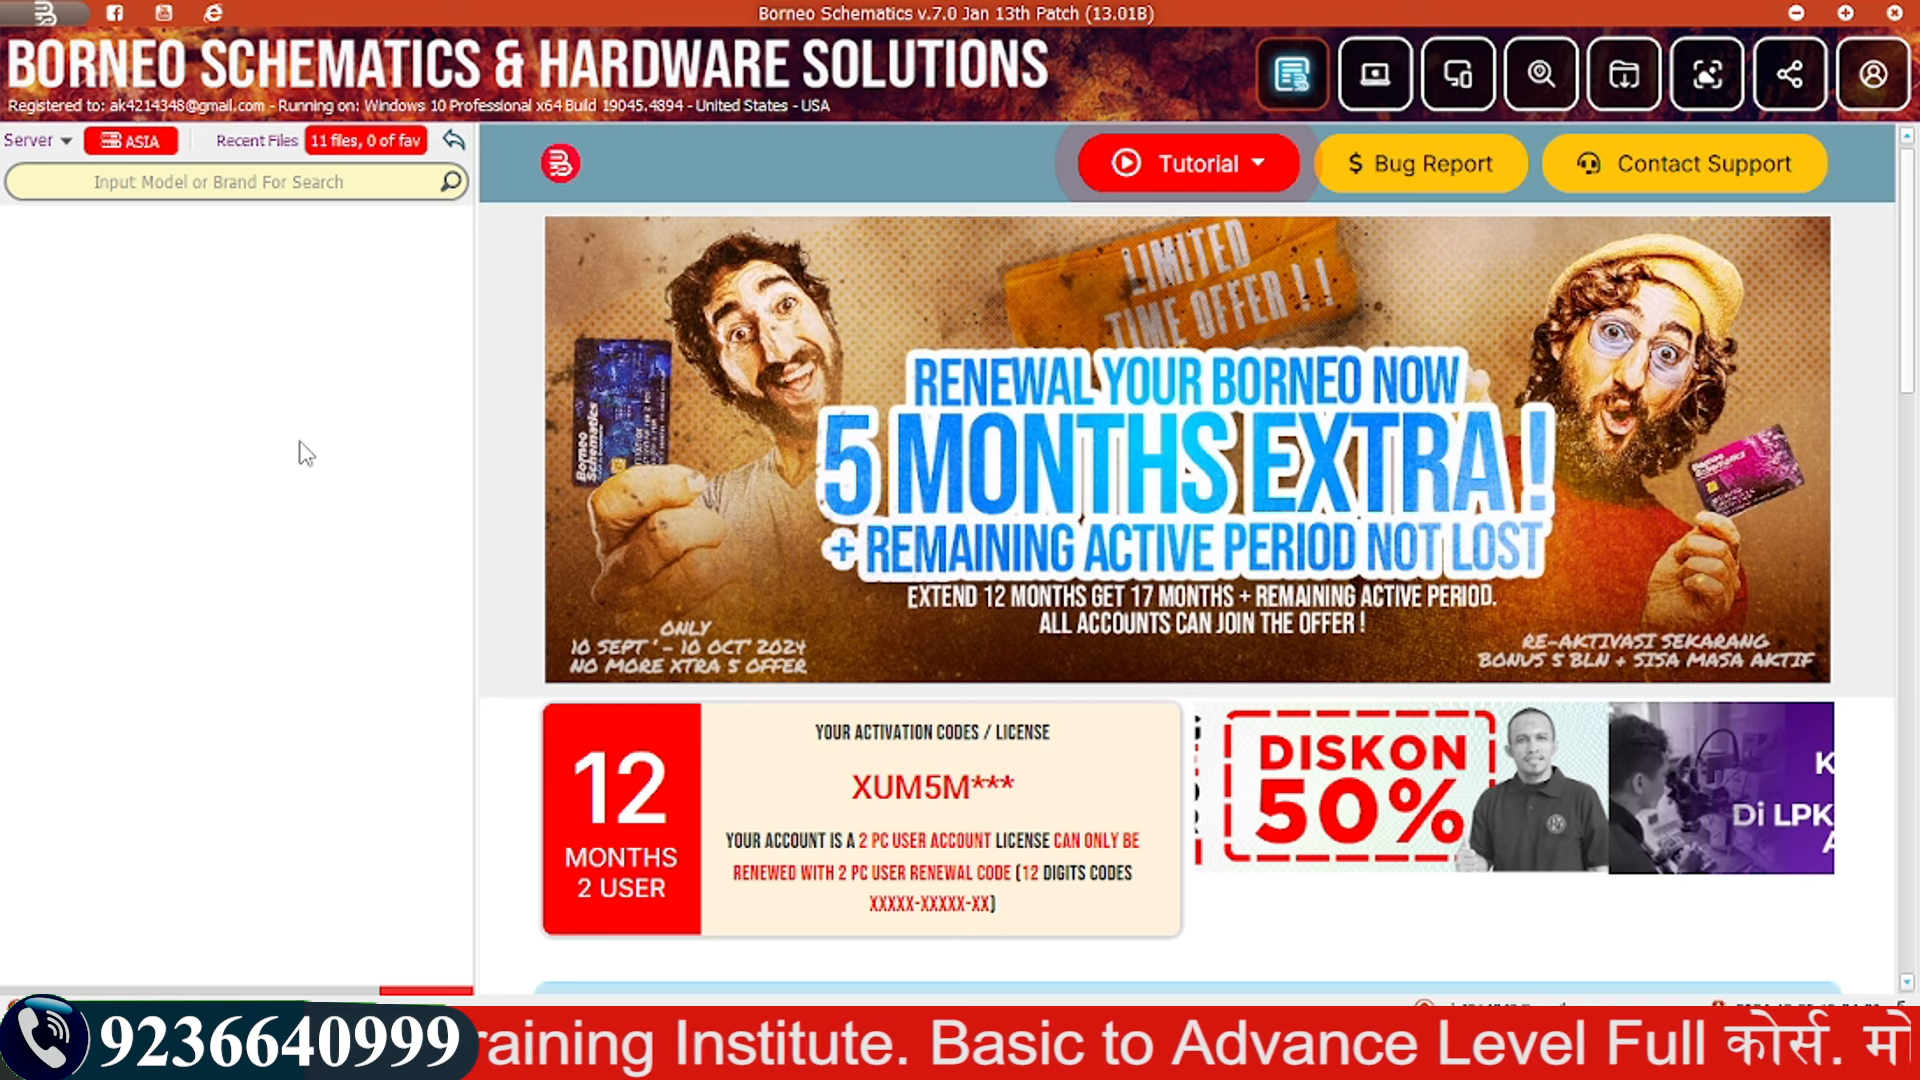 Borneo Schematics v.7.0 Jan 13th Patch (13.01B)
BORNEO SCHEMATICS & HARDWARE SOLUTIONS
Registered to: ak4214348@gmail.com - Running on: Windows 10 Professional x64 Build 19045.4894 - United States - USA
Server
ASIA
Recent Files
11 files, 0 of fav
Input Model or Brand For Search
Tutorial
$ Bug Report
Contact Support
LIMITED
TIME OFFER !!
RENEWAL YOUR BORNEO NOW
5 MONTHS EXTRA !
+ REMAINING ACTIVE PERIOD NOT LOST
EXTEND 12 MONTHS GET 17 MONTHS + REMAINING ACTIVE PERIOD.
ALL ACCOUNTS CAN JOIN THE OFFER !
ONLY
10 SEPT ' - 10 OCT' 2024
NO MORE XTRA 5 OFFER
RE-AKTIVASI SEKARANG
BONUS 5 BLN + SISA MASA AKTIF
Borneo
Schematics
12
MONTHS
2 USER
YOUR ACTIVATION CODES / LICENSE
XUM5M***
YOUR ACCOUNT IS A 2 PC USER ACCOUNT LICENSE CAN ONLY BE
RENEWED WITH 2 PC USER RENEWAL CODE (12 DIGITS CODES
XXXXX-XXXXX-XX)
DISKON
50%
K
Di LPK
A
9236640999
raining Institute. Basic to Advance Level Full कोर्स. मो